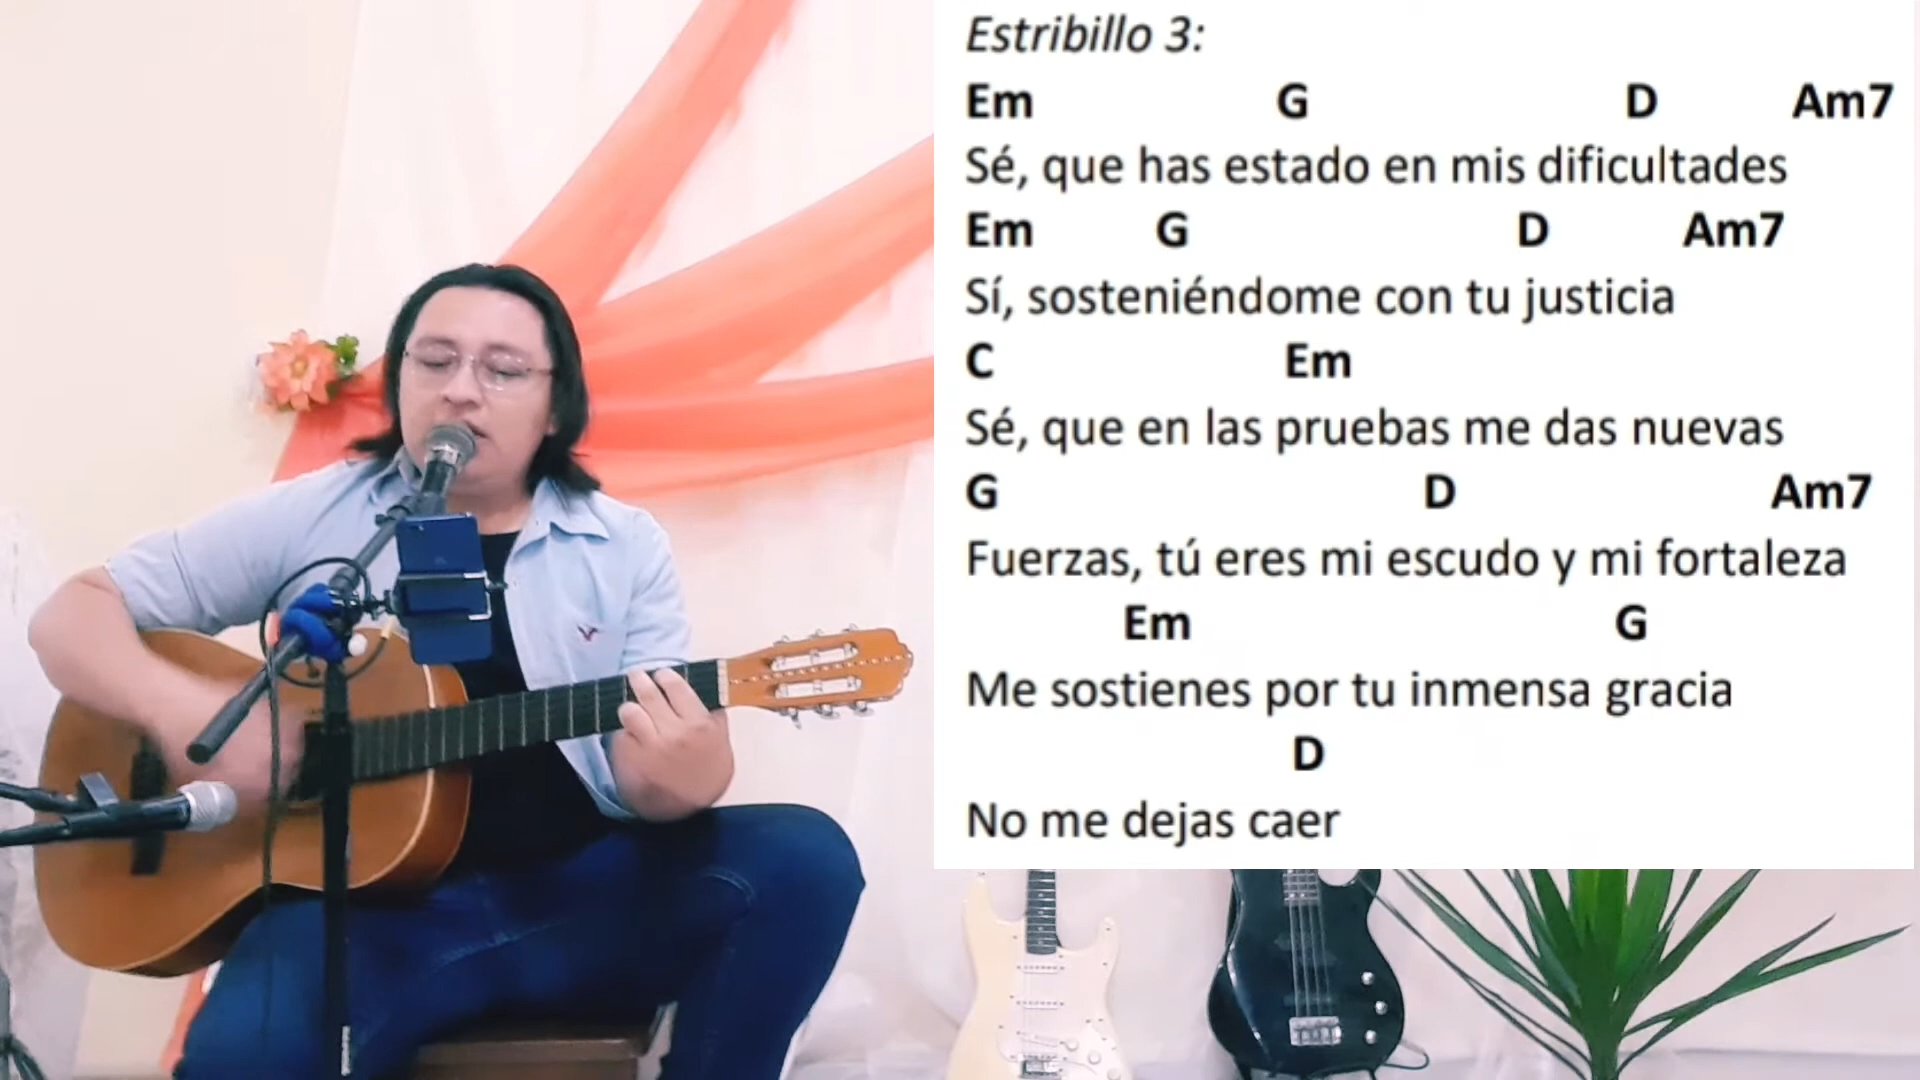 Estribillo 3:
Em G D Am7
Sé, que has estado en mis dificultades
Em G D Am7
Sí, sosteniéndome con tu justicia
C Em
Sé, que en las pruebas me das nuevas
G D Am7
Fuerzas, tú eres mi escudo y mi fortaleza
Em G
Me sostienes por tu inmensa gracia
D
No me dejas caer